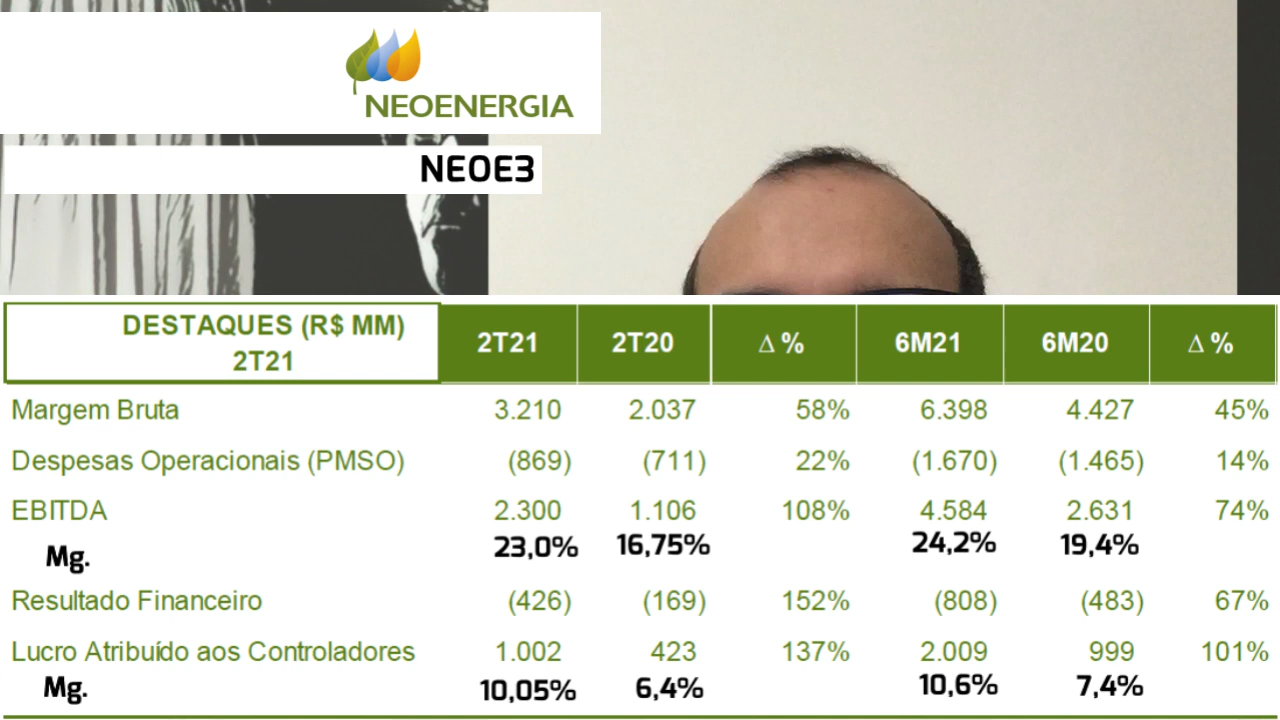 NEOENERGIA
NEOE3
DESTAQUES (R$ MM) 2T21 2T20 Δ % 6M21 6M20 Δ %
2T21
Margem Bruta 3.210 2.037 58% 6.398 4.427 45%
Despesas Operacionais (PMSO) (869) (711) 22% (1.670) (1.465) 14%
EBITDA 2.300 1.106 108% 4.584 2.631 74%
Mg. 23,0% 16,75% 24,2% 19,4%
Resultado Financeiro (426) (169) 152% (808) (483) 67%
Lucro Atribuído aos Controladores 1.002 423 137% 2.009 999 101%
Mg. 10,05% 6,4% 10,6% 7,4%